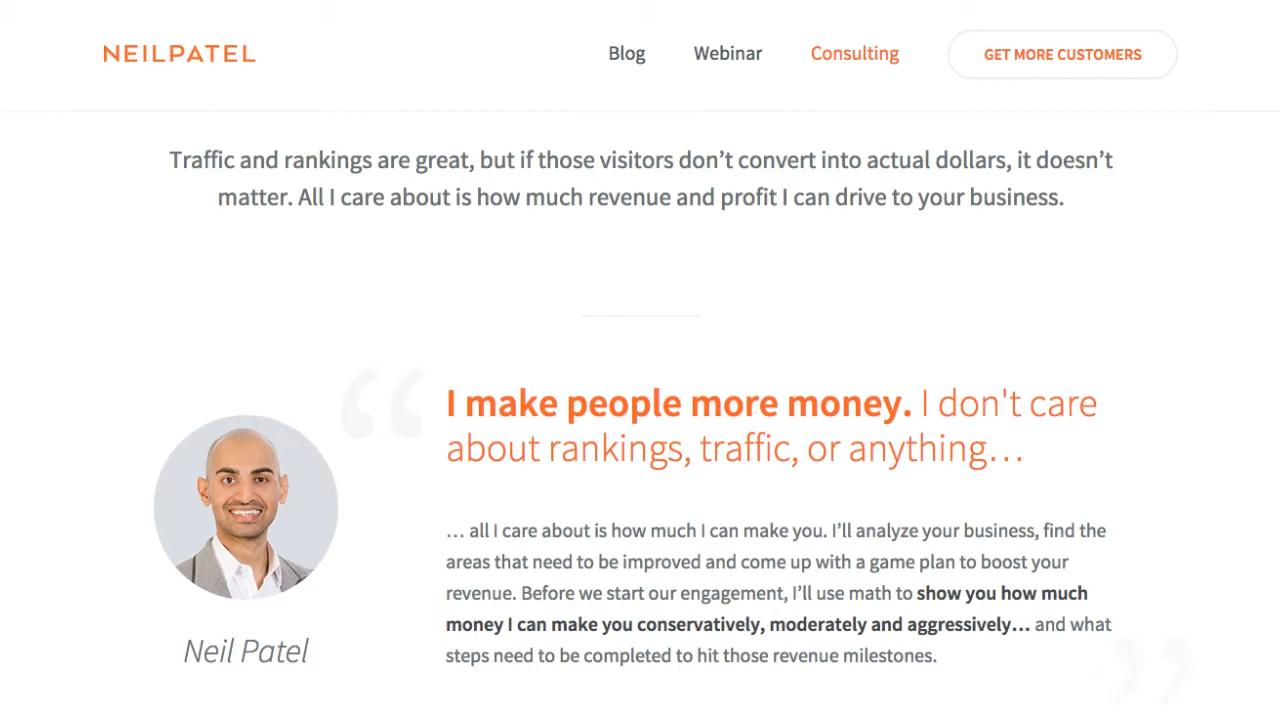 NEILPATEL
Blog
Webinar
Consulting
GET MORE CUSTOMERS
Traffic and rankings are great, but if those visitors don’t convert into actual dollars, it doesn’t
matter. All I care about is how much revenue and profit I can drive to your business.
“
I make people more money. I don't care
about rankings, traffic, or anything…
… all I care about is how much I can make you. I’ll analyze your business, find the
areas that need to be improved and come up with a game plan to boost your
revenue. Before we start our engagement, I’ll use math to show you how much
money I can make you conservatively, moderately and aggressively… and what
steps need to be completed to hit those revenue milestones.
”
Neil Patel